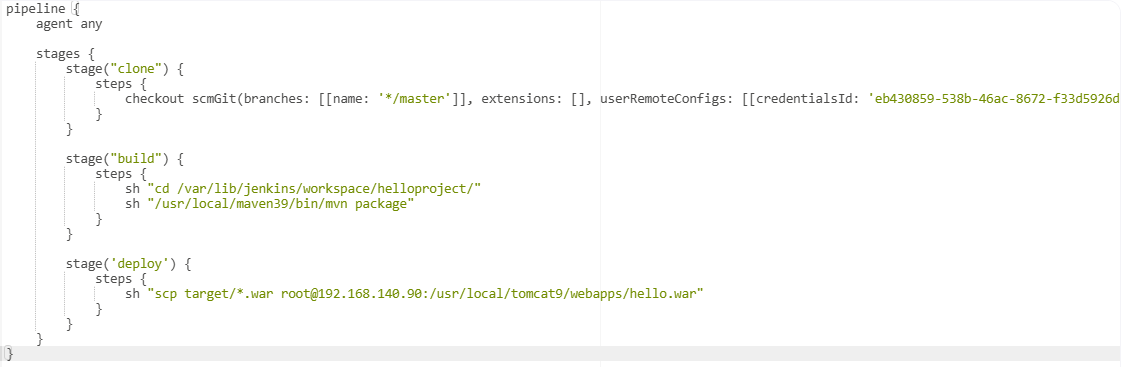 pipeline {
    agent any

    stages {
        stage("clone") {
            steps {
                checkout scmGit(branches: [[name: '*/master']], extensions: [], userRemoteConfigs: [[credentialsId: 'eb430859-538b-46ac-8672-f33d5926d
            }
        }

        stage("build") {
            steps {
                sh "cd /var/lib/jenkins/workspace/helloproject/"
                sh "/usr/local/maven39/bin/mvn package"
            }
        }

        stage('deploy') {
            steps {
                sh "scp target/*.war root@192.168.140.90:/usr/local/tomcat9/webapps/hello.war"
            }
        }
    }
}